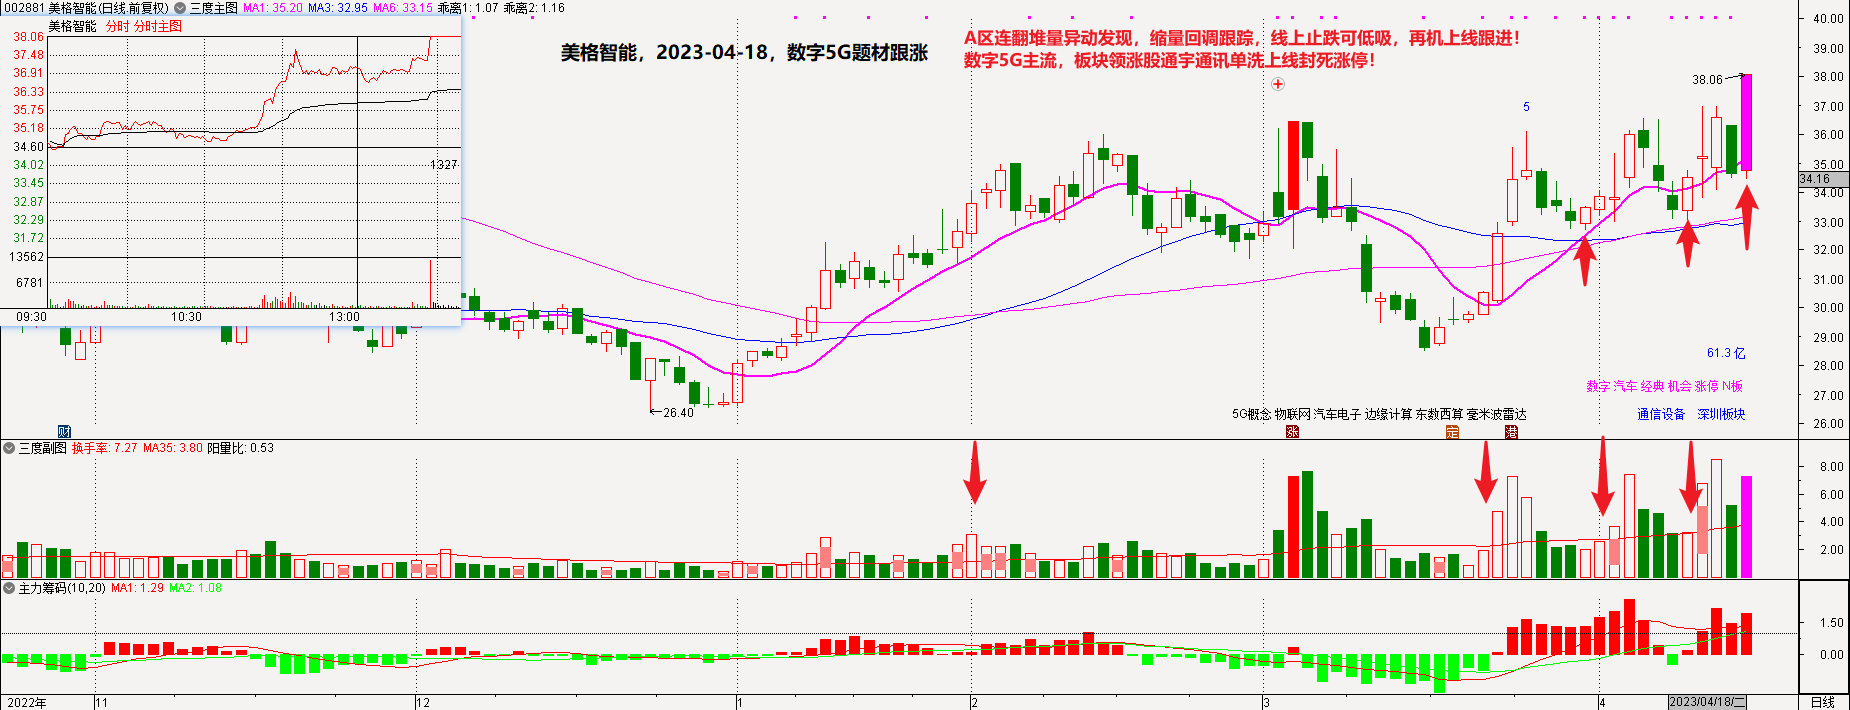 002881 美格智能(日线.前复权) 三度主图 MA1: 35.20 MA3: 32.95 MA6: 33.15 乖离1: 1.07 乖离2: 1.16
美格智能 分时 分时主图
38.06
37.48
36.91
36.33
35.75
35.18
34.60
34.02
33.45
32.87
32.29
31.72
13562
6781
1327
09:30 10:30 13:00
美格智能，2023-04-18，数字5G题材跟涨
A区连翻堆量异动发现，缩量回调跟踪，线上止跌可低吸，再机上线跟进！
数字5G主流，板块领涨股通宇通讯单洗上线封死涨停！
5
38.06
26.40
61.3 亿
数字 汽车 经典 机会 涨停 N板
5G概念 物联网 汽车电子 边缘计算 东数西算 毫米波雷达
通信设备 深圳板块
财 涨 定 港
40.00
39.00
38.00
37.00
36.00
35.00
34.16
34.00
33.00
32.00
31.00
30.00
29.00
28.00
27.00
26.00
三度副图 换手率: 7.27 MA35: 3.80 阳量比: 0.53
8.00
6.00
4.00
2.00
主力筹码(10,20) MA1: 1.29 MA2: 1.08
1.50
0.00
2022年 11 12 1 2 3 4 2023/04/18/二 日线